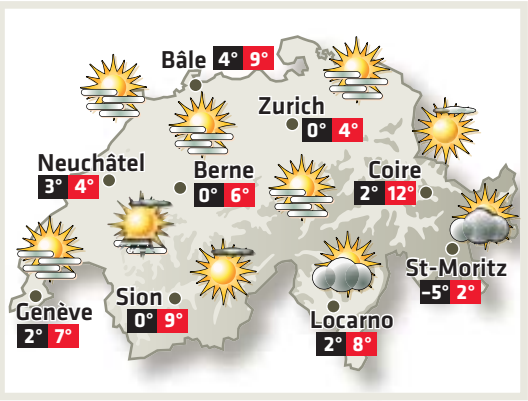 Bâle 4° 9°
Zurich
0° 4°
Neuchâtel
3° 4°
Berne
0° 6°
Coire
2° 12°
St-Moritz
–5° 2°
Sion
0° 9°
Genève
2° 7°
Locarno
2° 8°